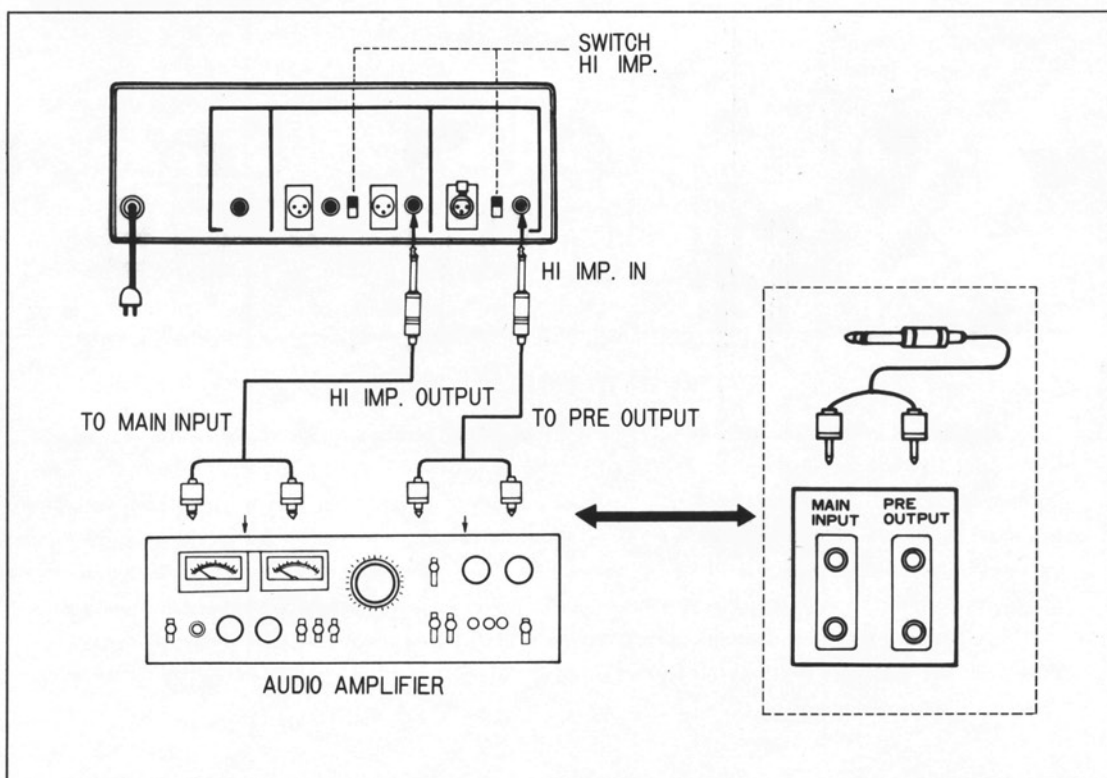 SWITCH
HI IMP.
HI IMP. IN
HI IMP. OUTPUT
TO MAIN INPUT
TO PRE OUTPUT
MAIN
INPUT
PRE
OUTPUT
AUDIO AMPLIFIER